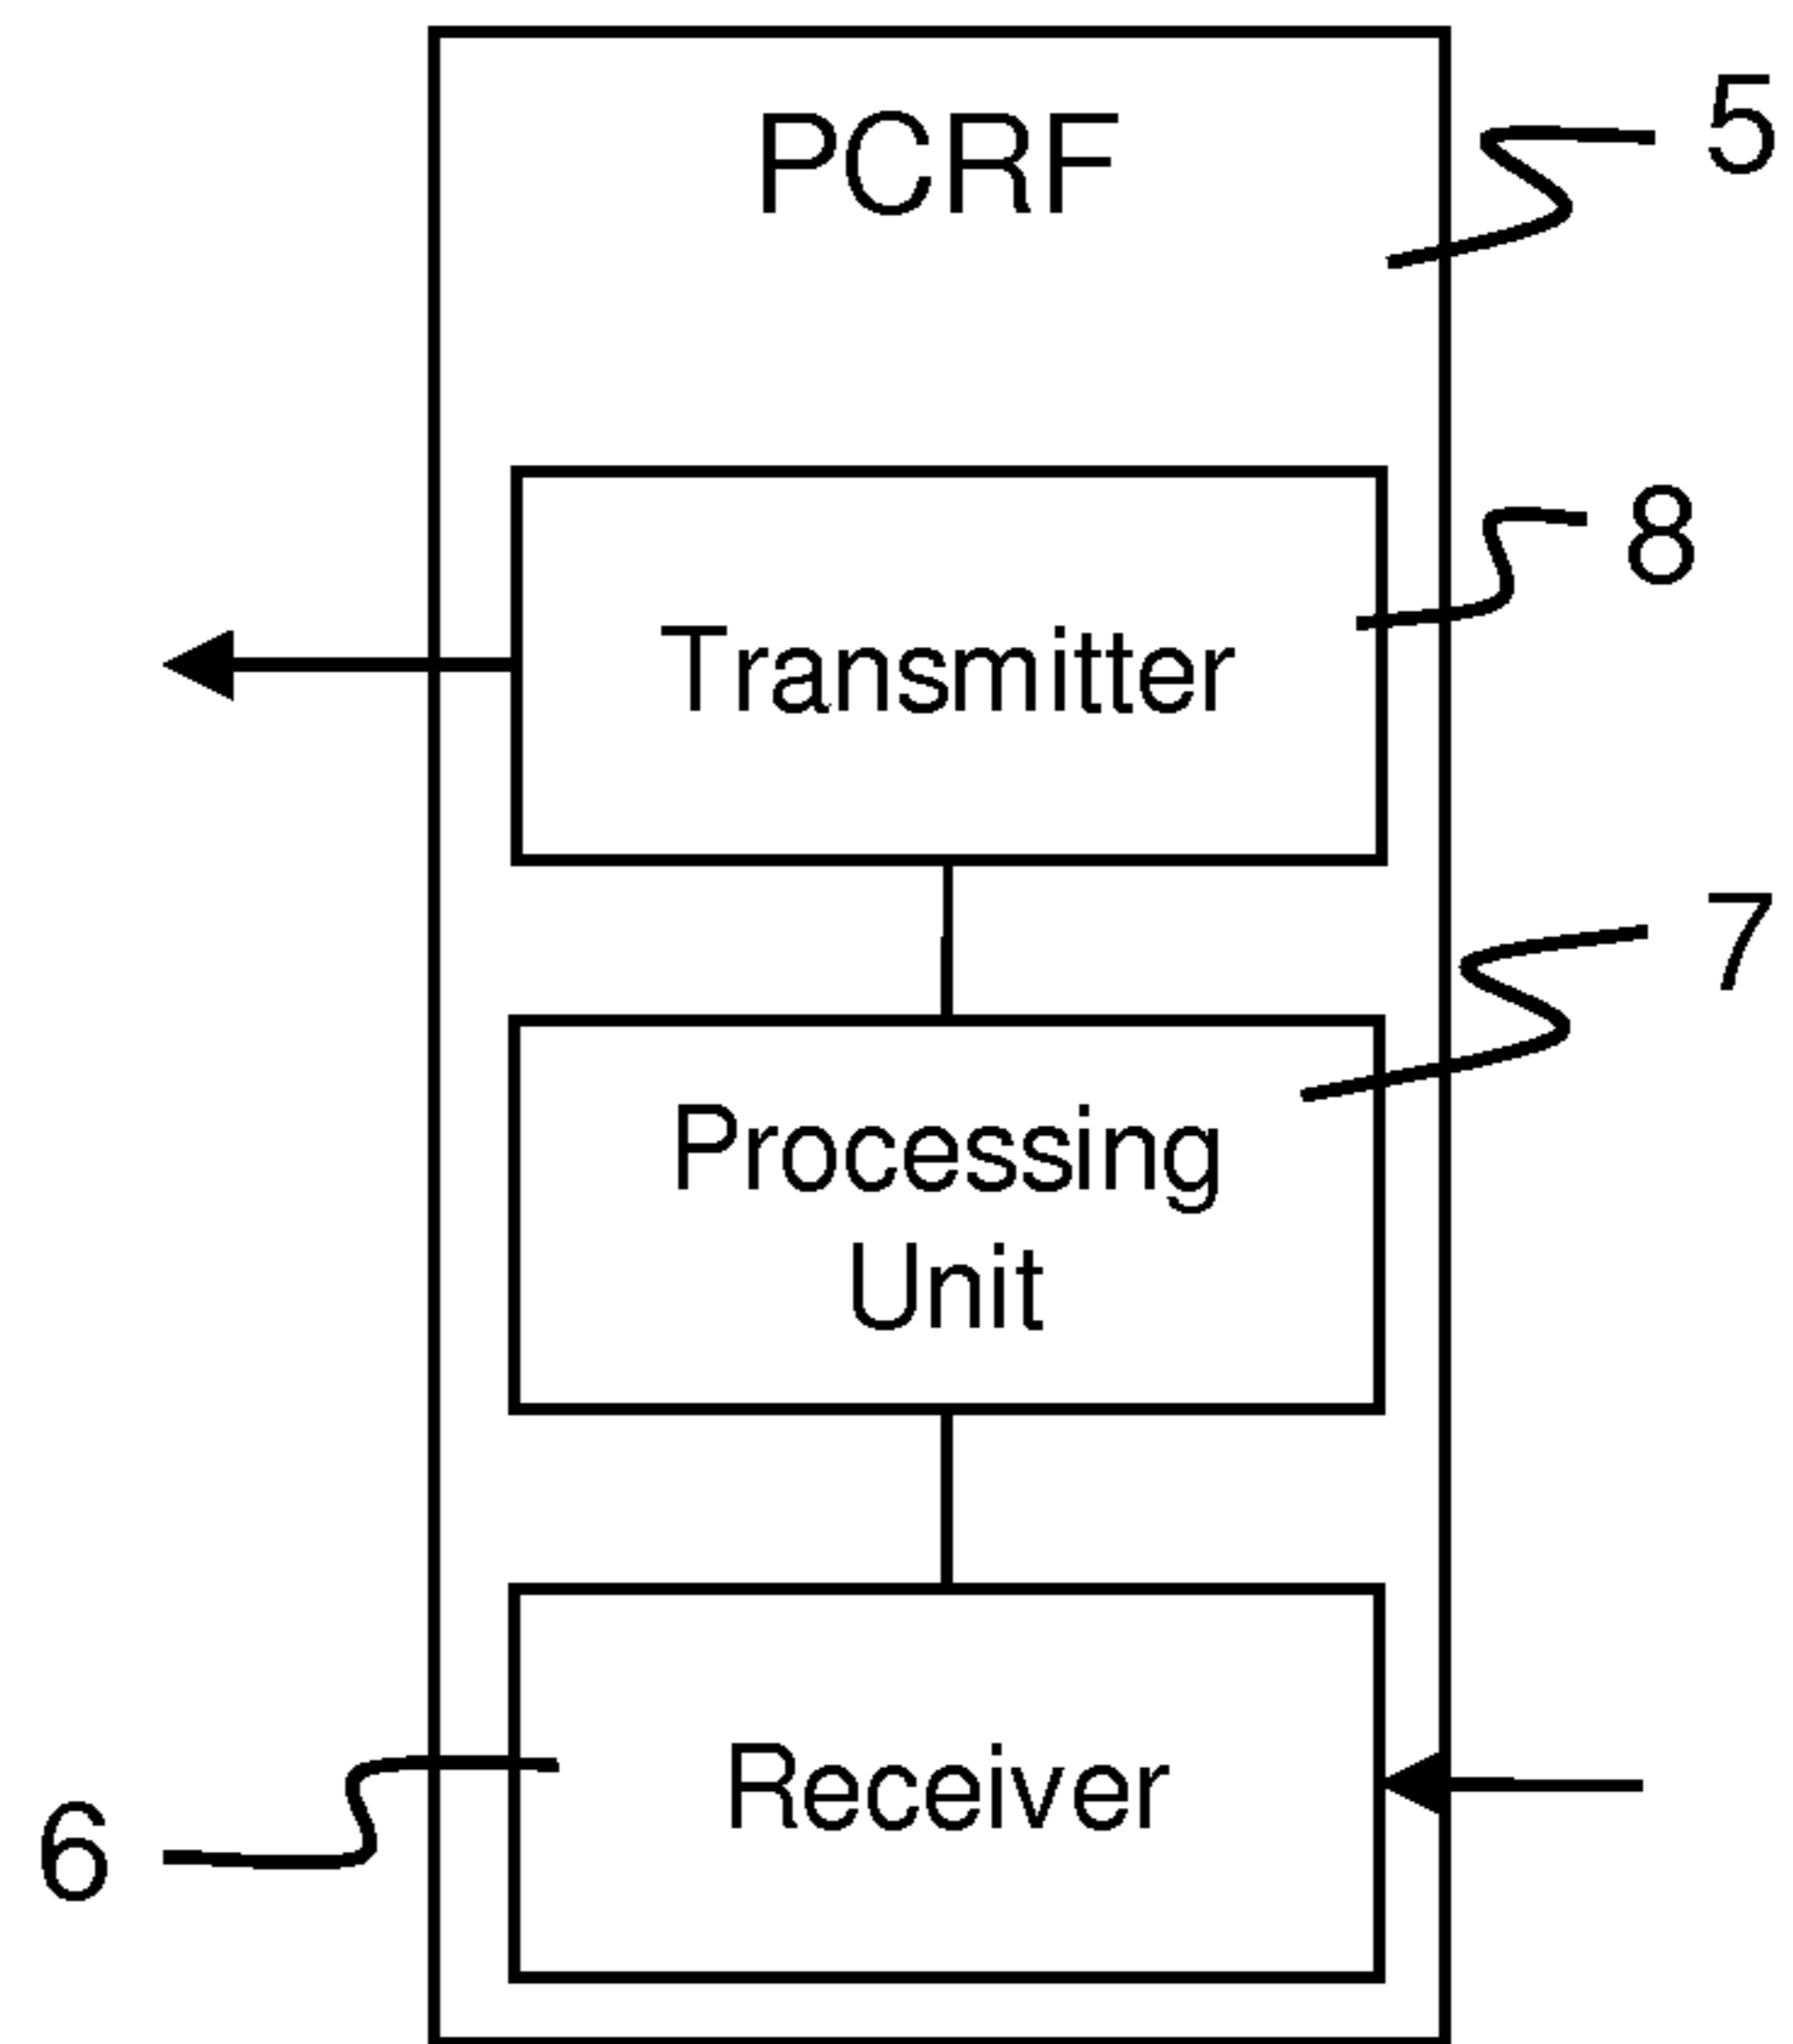 PCRF
5
Transmitter
8
7
Processing
Unit
Receiver
6